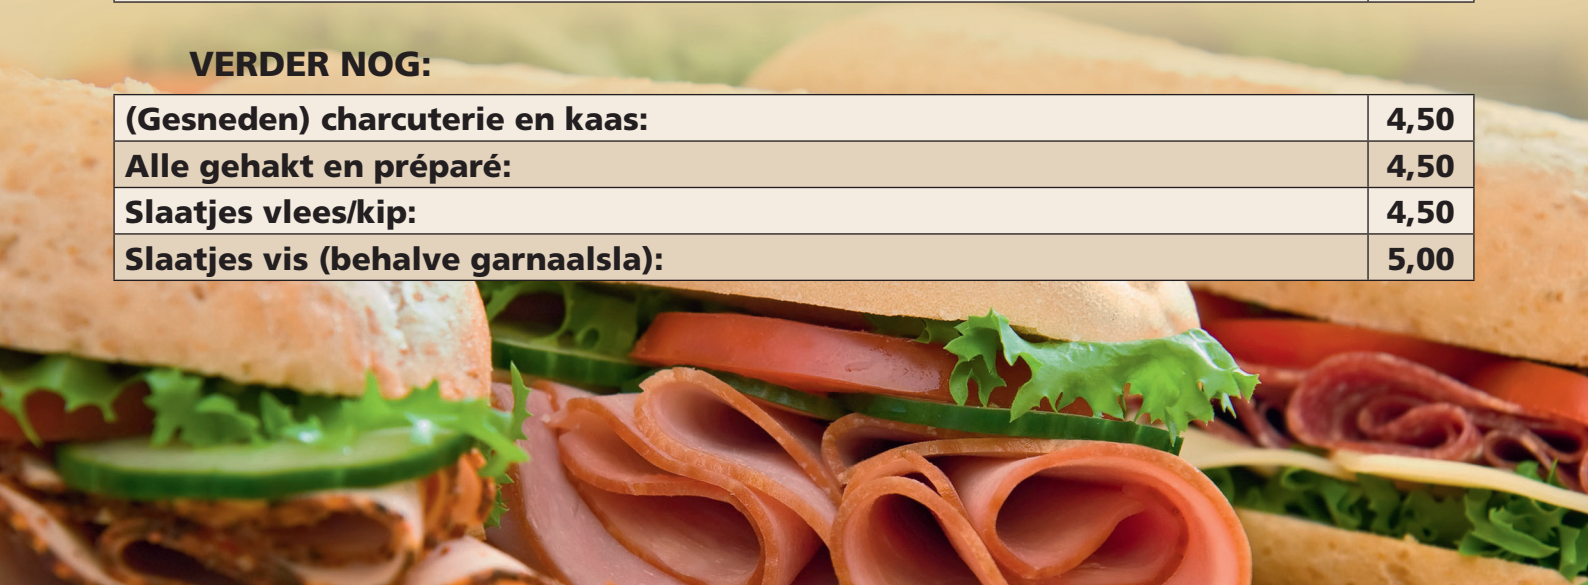 VERDER NOG:
(Gesneden) charcuterie en kaas: 4,50
Alle gehakt en préparé: 4,50
Slaatjes vlees/kip: 4,50
Slaatjes vis (behalve garnaalsla): 5,00